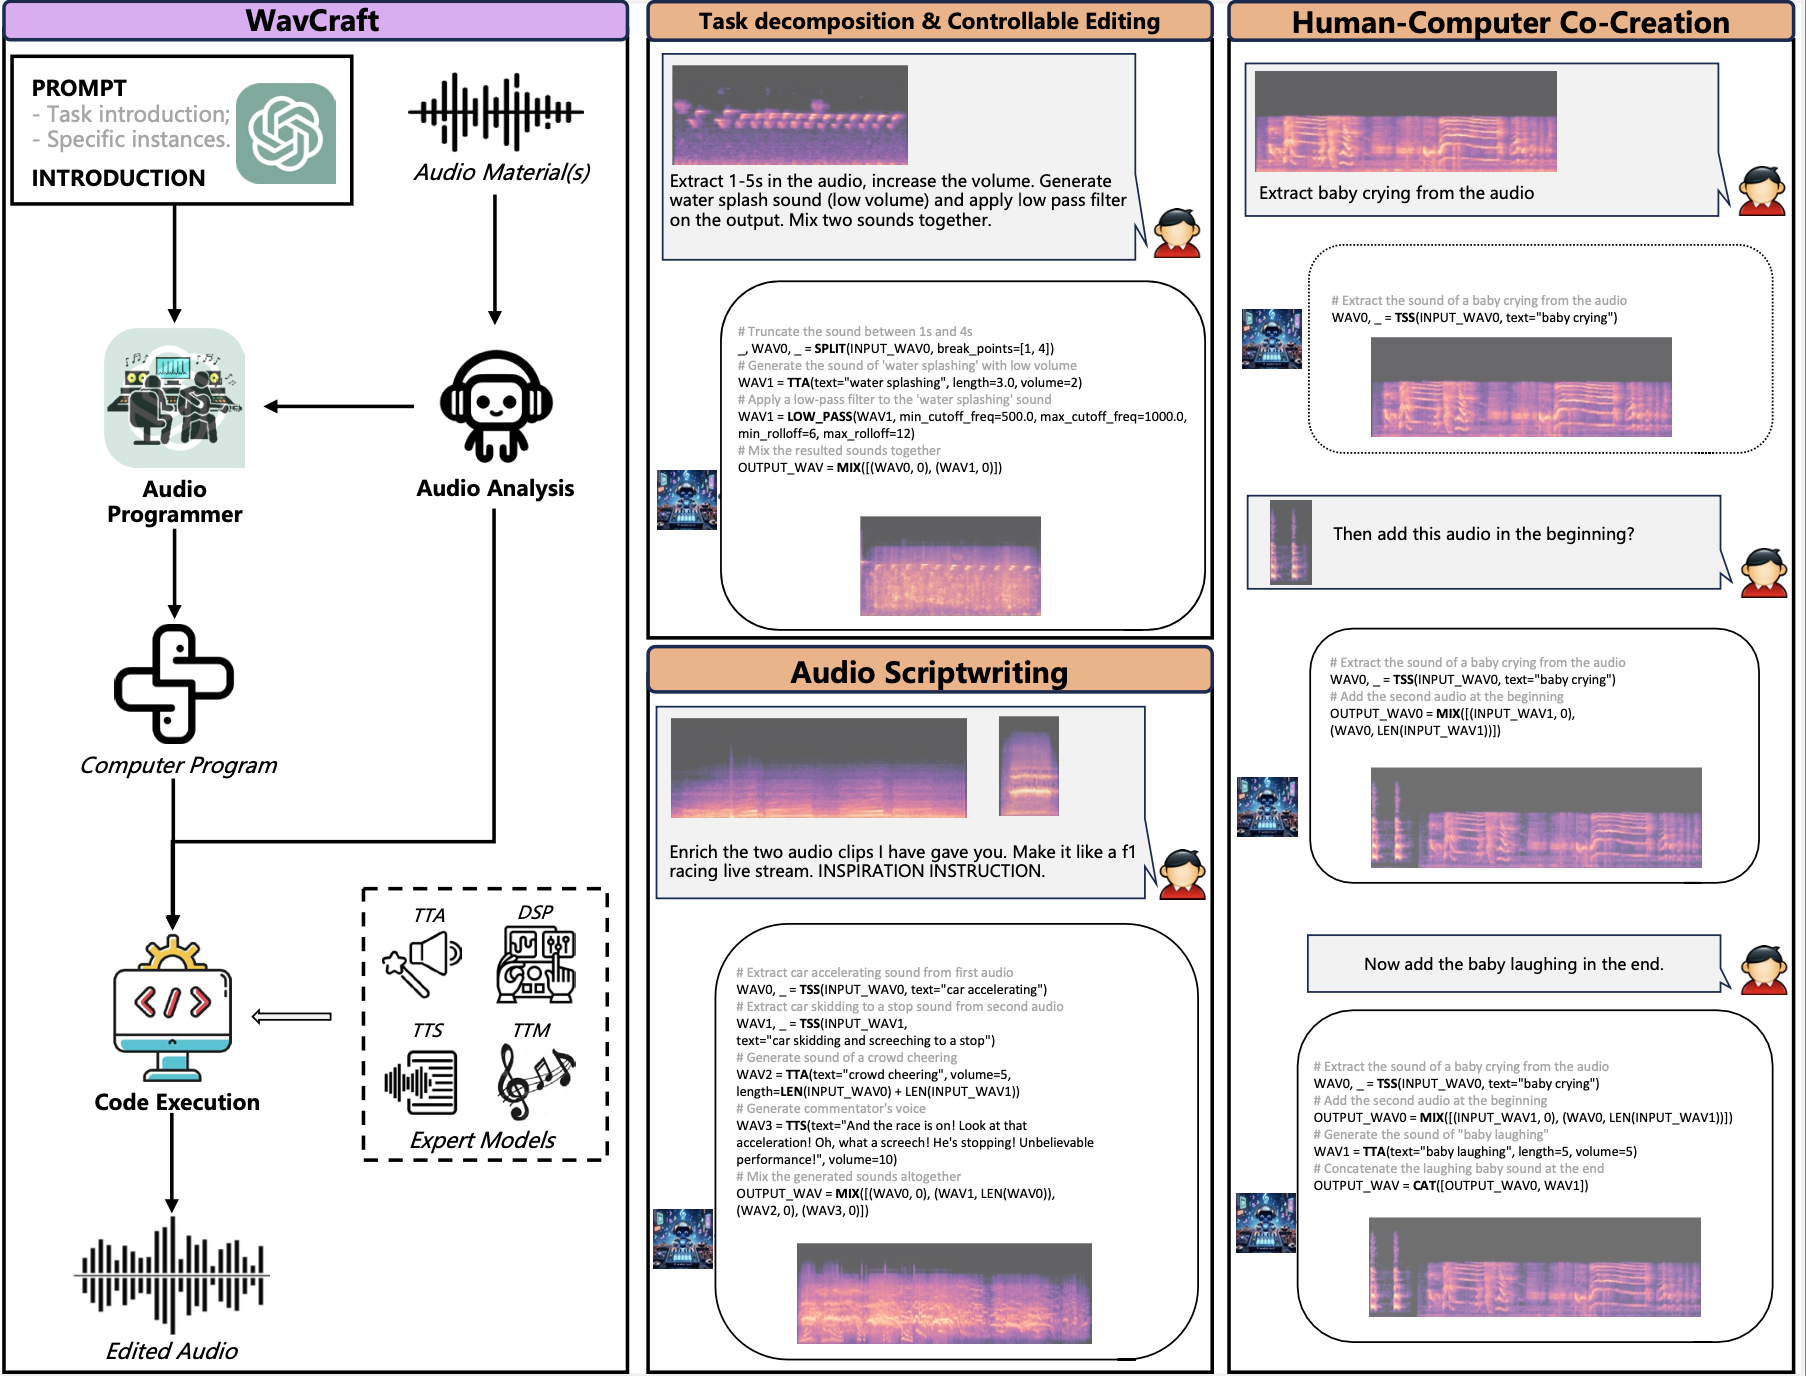 WavCraft
PROMPT
- Task introduction;
- Specific instances.
INTRODUCTION
Audio Material(s)
Audio
Programmer
Audio Analysis
Computer Program
Code Execution
TTA
DSP
TTS
TTM
Expert Models
Edited Audio
Task decomposition & Controllable Editing
Extract 1-5s in the audio, increase the volume. Generate
water splash sound (low volume) and apply low pass filter
on the output. Mix two sounds together.
# Truncate the sound between 1s and 4s
_, WAV0, _ = SPLIT(INPUT_WAV0, break_points=[1, 4])
# Generate the sound of 'water splashing' with low volume
WAV1 = TTA(text="water splashing", length=3.0, volume=2)
# Apply a low-pass filter to the 'water splashing' sound
WAV1 = LOW_PASS(WAV1, min_cutoff_freq=500.0, max_cutoff_freq=1000.0,
min_rolloff=6, max_rolloff=12)
# Mix the resulted sounds together
OUTPUT_WAV = MIX([(WAV0, 0), (WAV1, 0)])
Audio Scriptwriting
Enrich the two audio clips I have gave you. Make it like a f1
racing live stream. INSPIRATION INSTRUCTION.
# Extract car accelerating sound from first audio
WAV0, _ = TSS(INPUT_WAV0, text="car accelerating")
# Extract car skidding to a stop sound from second audio
WAV1, _ = TSS(INPUT_WAV1,
text="car skidding and screeching to a stop")
# Generate sound of a crowd cheering
WAV2 = TTA(text="crowd cheering", volume=5,
length=LEN(INPUT_WAV0) + LEN(INPUT_WAV1))
# Generate commentator's voice
WAV3 = TTS(text="And the race is on! Look at that
acceleration! Oh, what a screech! He's stopping! Unbelievable
performance!", volume=10)
# Mix the generated sounds altogether
OUTPUT_WAV = MIX([(WAV0, 0), (WAV1, LEN(WAV0)),
(WAV2, 0), (WAV3, 0)])
Human-Computer Co-Creation
Extract baby crying from the audio
# Extract the sound of a baby crying from the audio
WAV0, _ = TSS(INPUT_WAV0, text="baby crying")
Then add this audio in the beginning?
# Extract the sound of a baby crying from the audio
WAV0, _ = TSS(INPUT_WAV0, text="baby crying")
# Add the second audio at the beginning
OUTPUT_WAV0 = MIX([(INPUT_WAV1, 0),
(WAV0, LEN(INPUT_WAV1))])
Now add the baby laughing in the end.
# Extract the sound of a baby crying from the audio
WAV0, _ = TSS(INPUT_WAV0, text="baby crying")
# Add the second audio at the beginning
OUTPUT_WAV0 = MIX([(INPUT_WAV1, 0), (WAV0, LEN(INPUT_WAV1))])
# Generate the sound of "baby laughing"
WAV1 = TTA(text="baby laughing", length=5, volume=5)
# Concatenate the laughing baby sound at the end
OUTPUT_WAV = CAT([OUTPUT_WAV0, WAV1])